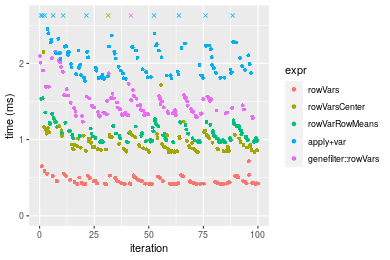 time (ms)
2
1
0
0
25
50
75
100
iteration
expr
rowVars
rowVarsCenter
rowVarRowMeans
apply+var
genefilter::rowVars